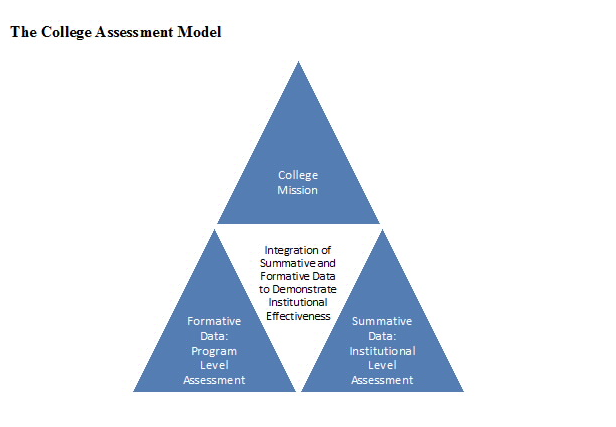 The College Assessment Model
College
Mission
Integration of
Summative and
Formative Data
to Demonstrate
Institutional
Effectiveness
Formative
Data:
Program
Level
Assessment
Summative
Data:
Institutional
Level
Assessment